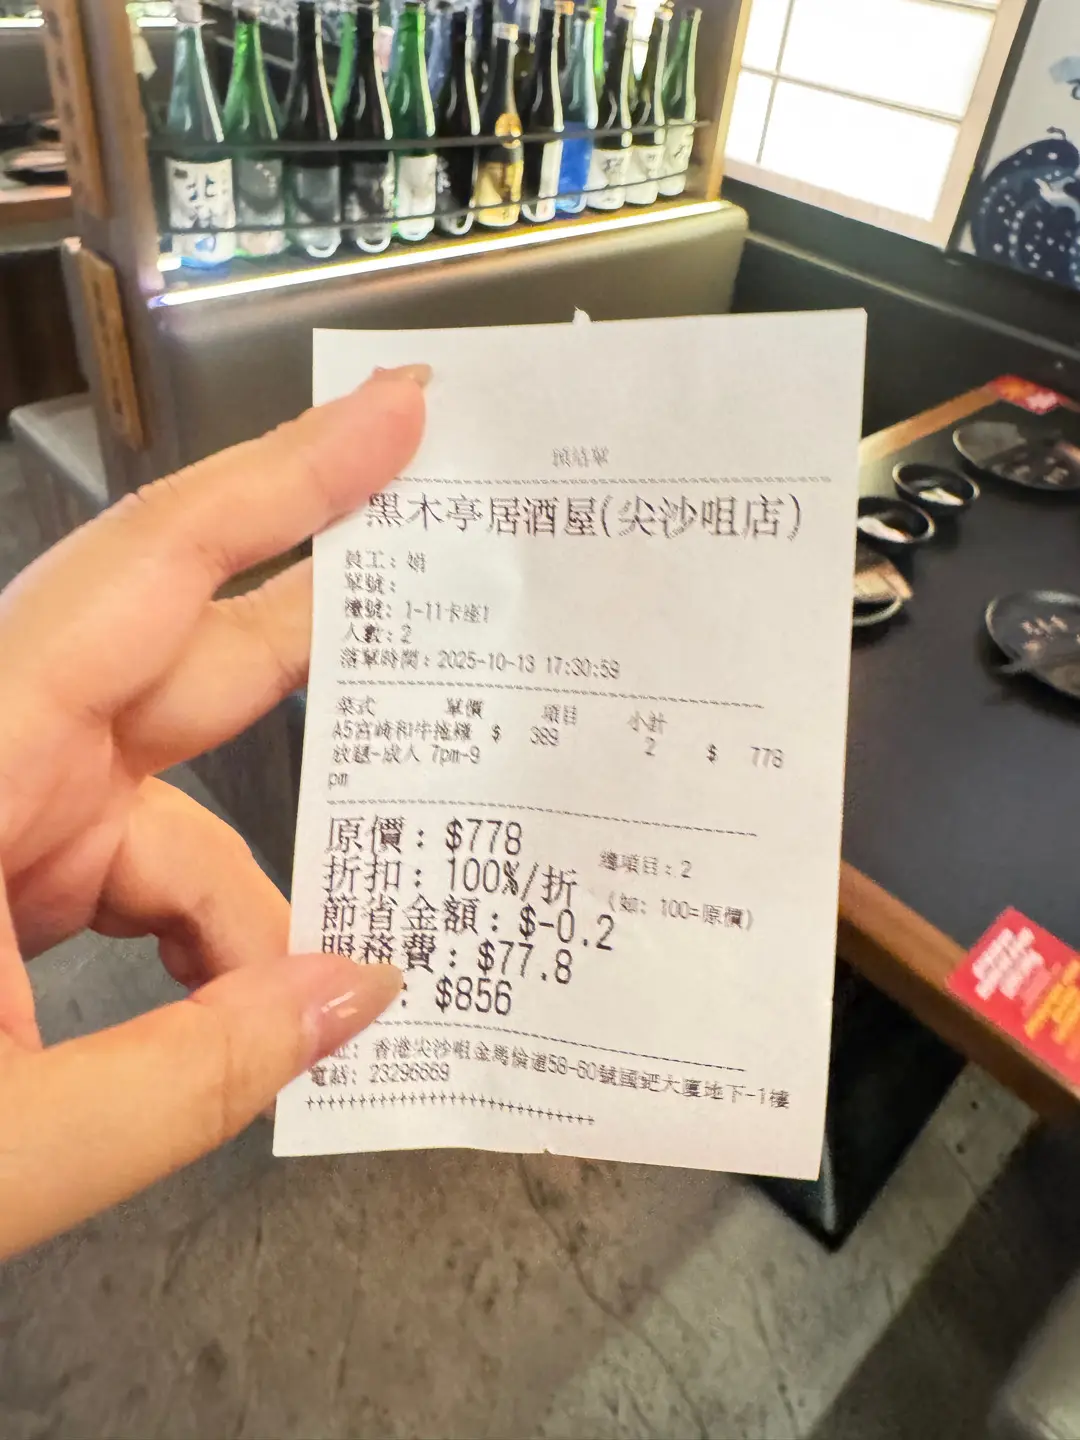 北
預結單
黑木亭居酒屋(尖沙咀店)
員工: 娟
單號:
檯號: 1-11卡座1
人數: 2
落單時間: 2025-10-13 17:30:59
菜式 單價 項目 小計
A5宮崎和牛拖羅 $ 389 2 $ 778
放題-成人 7pm-9
pm
原價: $778
總項目: 2
折扣: 100%/折
(如: 100=原價)
節省金額: $-0.2
服務費: $77.8
: $856
址: 香港尖沙咀金馬倫道58-60號國鈀大廈地下-1樓
電話: 23296669